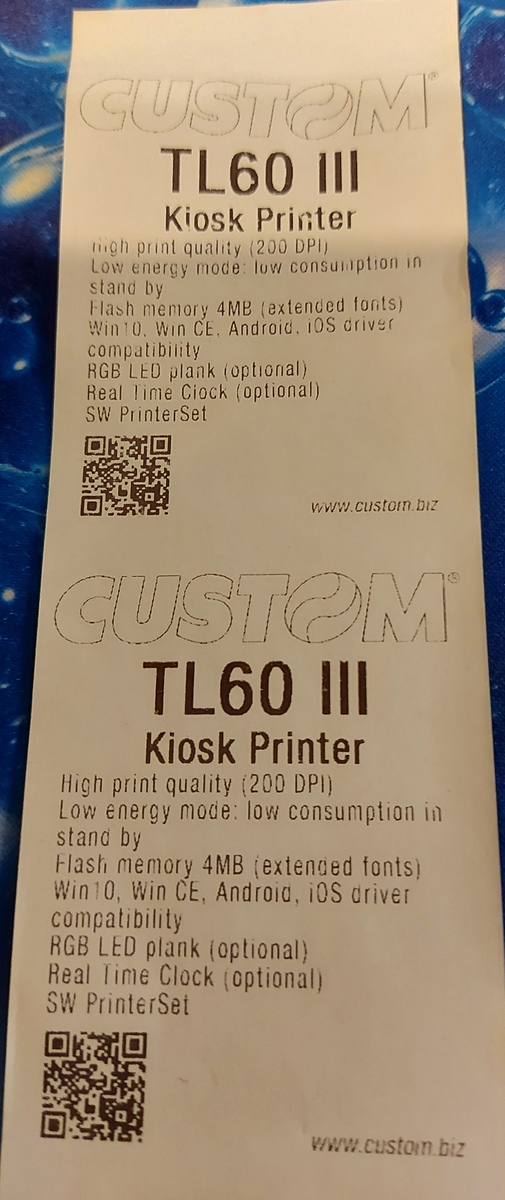 CUSTOM®
TL60 III
Kiosk Printer
High print quality (200 DPI)
Low energy mode: low consumption in
stand by
Flash memory 4MB (extended fonts)
Win10, Win CE, Android, iOS driver
compatibility
RGB LED plank (optional)
Real Time Clock (optional)
SW PrinterSet
www.custom.biz
CUSTOM®
TL60 III
Kiosk Printer
High print quality (200 DPI)
Low energy mode: low consumption in
stand by
Flash memory 4MB (extended fonts)
Win10, Win CE, Android, iOS driver
compatibility
RGB LED plank (optional)
Real Time Clock (optional)
SW PrinterSet
www.custom.biz